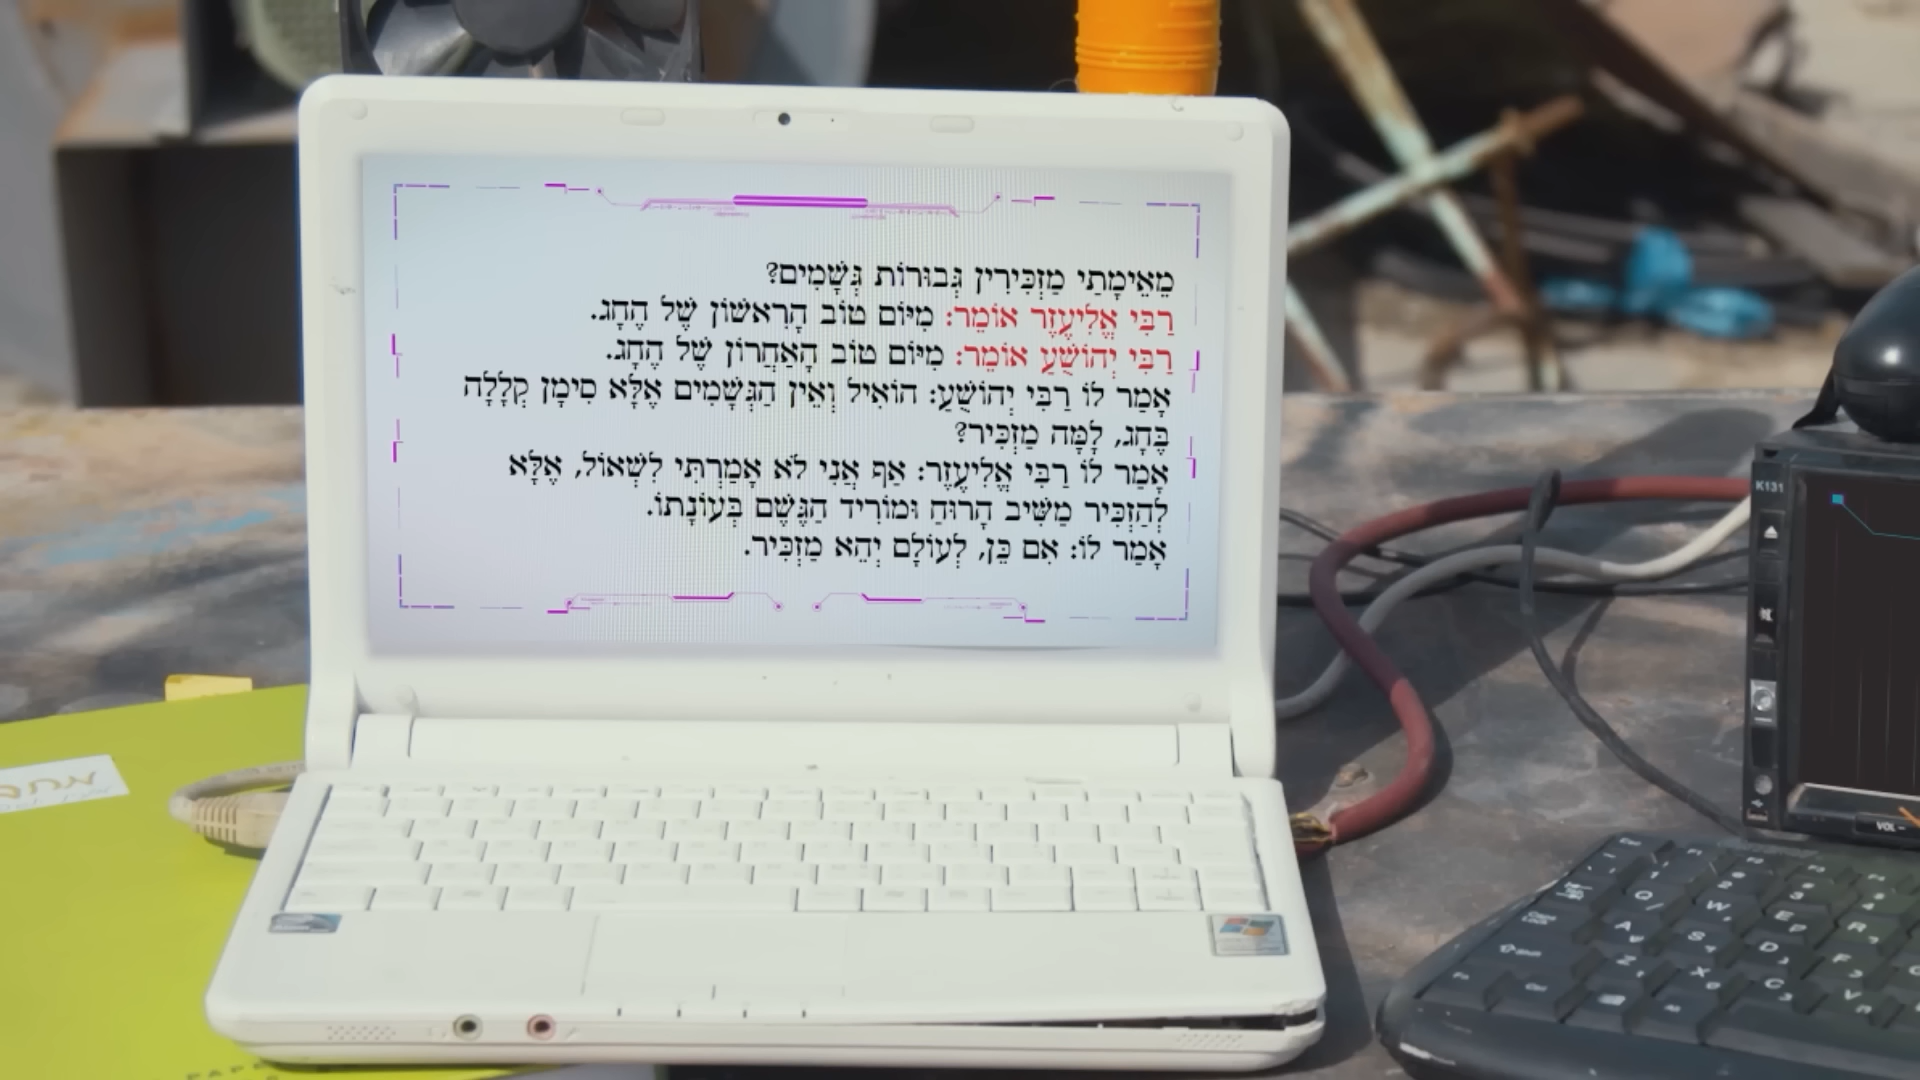 מֵאֵימָתַי מַזְכִּירִין גְּבוּרוֹת גְּשָׁמִים?
רַבִּי אֱלִיעֶזֶר אוֹמֵר: מִיּוֹם טוֹב הָרִאשׁוֹן שֶׁל הֶחָג.
רַבִּי יְהוֹשֻׁעַ אוֹמֵר: מִיּוֹם טוֹב הָאַחֲרוֹן שֶׁל הֶחָג.
אָמַר לוֹ רַבִּי יְהוֹשֻׁעַ: הוֹאִיל וְאֵין הַגְּשָׁמִים אֶלָּא סִימָן קְלָלָה
בֶּחָג, לָמָּה מַזְכִּיר?
אָמַר לוֹ רַבִּי אֱלִיעֶזֶר: אַף אֲנִי לֹא אָמַרְתִּי לִשְׁאוֹל, אֶלָּא
לְהַזְכִּיר מַשִּׁיב הָרוּחַ וּמוֹרִיד הַגֶּשֶׁם בְּעוֹנָתוֹ.
אָמַר לוֹ: אִם כֵּן, לְעוֹלָם יְהֵא מַזְכִּיר.
K131
VOL -